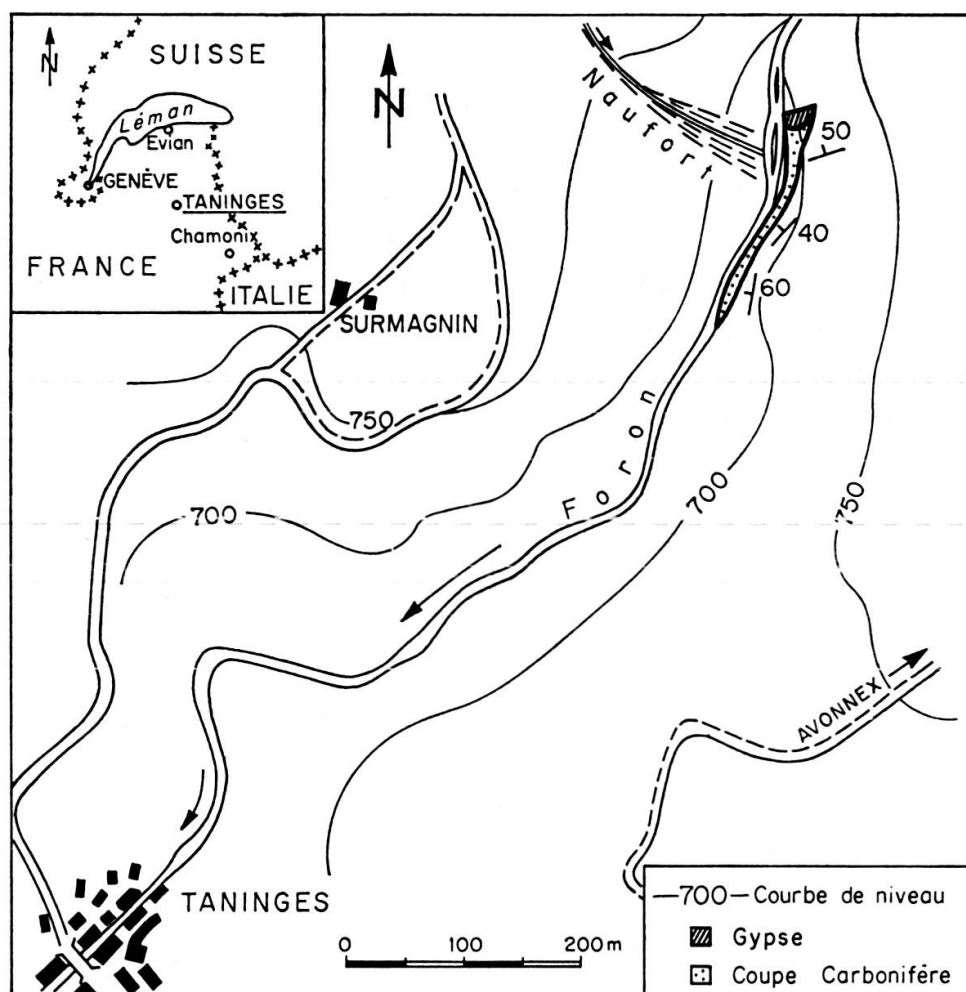 N
SUISSE
Léman
Evian
GENÈVE
TANINGES
Chamonix
FRANCE
ITALIE
N
Naufort
50
40
60
SURMAGNIN
750
Foron
700
700
750
AVONNEX
TANINGES
0 100 200m
—700— Courbe de niveau
Gypse
Coupe Carbonifère